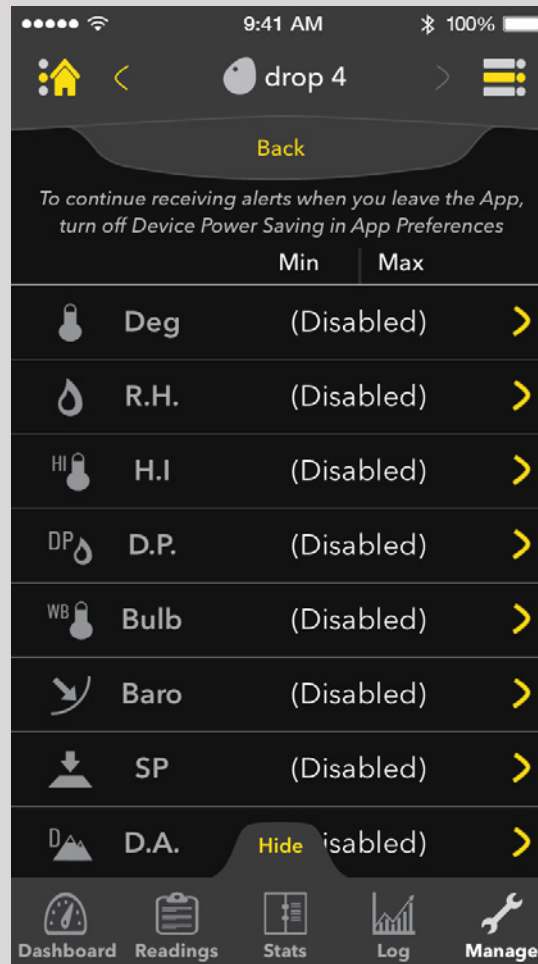 9:41 AM 100%
drop 4
Back
To continue receiving alerts when you leave the App,
turn off Device Power Saving in App Preferences
Min Max
Deg (Disabled)
R.H. (Disabled)
HI H.I (Disabled)
DP D.P. (Disabled)
WB Bulb (Disabled)
Baro (Disabled)
SP (Disabled)
D D.A. Hide isabled)
Dashboard Readings Stats Log Manage